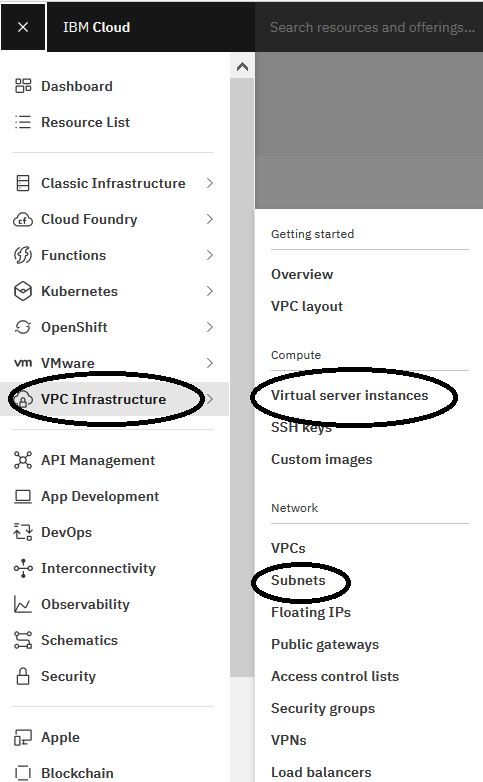 IBM Cloud
Search resources and offerings...
Dashboard
Resource List
Classic Infrastructure
Cloud Foundry
Functions
Kubernetes
OpenShift
vm VMware
VPC Infrastructure
API Management
App Development
DevOps
Interconnectivity
Observability
Schematics
Security
Apple
Blockchain
Getting started
Overview
VPC layout
Compute
Virtual server instances
SSH keys
Custom images
Network
VPCs
Subnets
Floating IPs
Public gateways
Access control lists
Security groups
VPNs
Load balancers